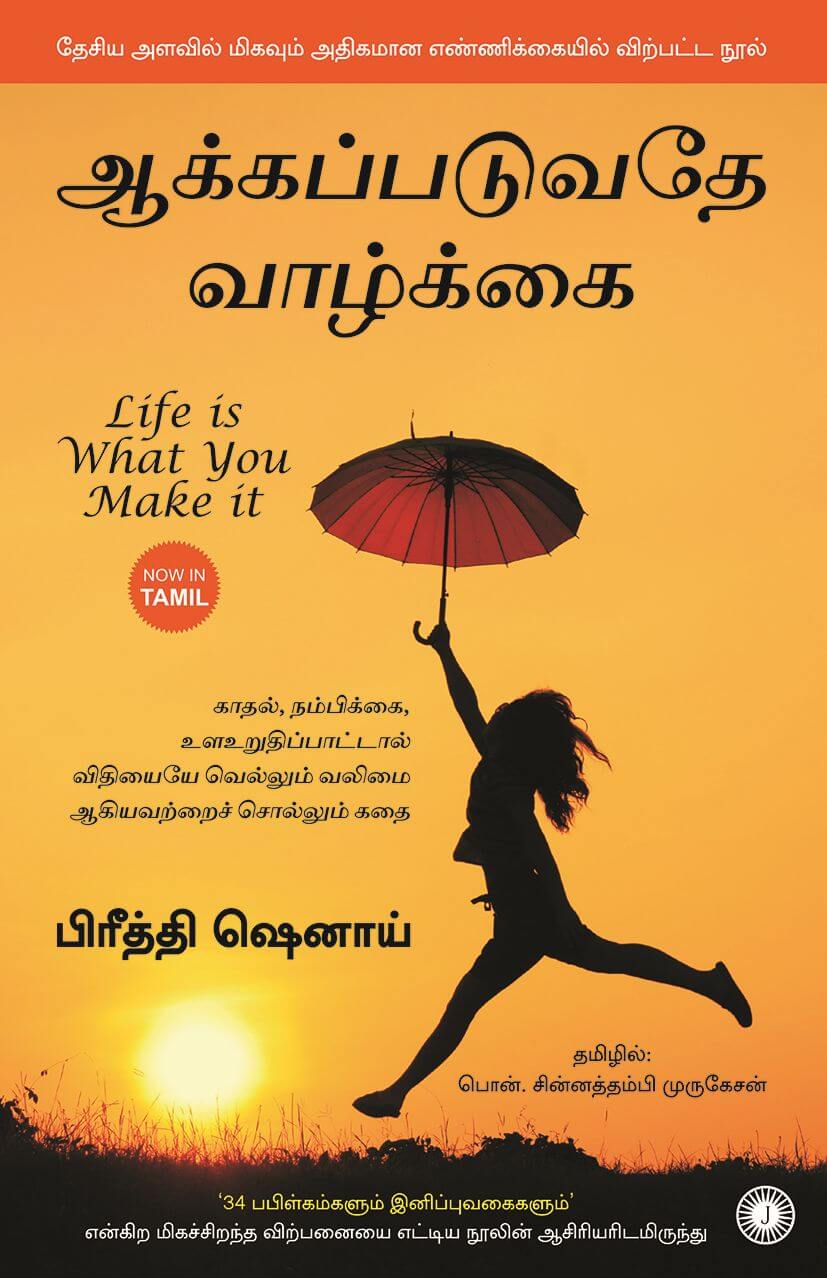 தேசிய அளவில் மிகவும் அதிகமான எண்ணிக்கையில் விற்பட்ட நூல்
ஆக்கப்படுவதே
வாழ்க்கை
Life is
What You
Make it
NOW IN
TAMIL
காதல், நம்பிக்கை,
உளஉறுதிப்பாட்டால்
விதியையே வெல்லும் வலிமை
ஆகியவற்றைச் சொல்லும் கதை
பிரீத்தி ஷெனாய்
தமிழில்:
பொன். சின்னத்தம்பி முருகேசன்
‘34 பபிள்கம்களும் இனிப்புவகைகளும்’
என்கிற மிகச்சிறந்த விற்பனையை எட்டிய நூலின் ஆசிரியரிடமிருந்து
J